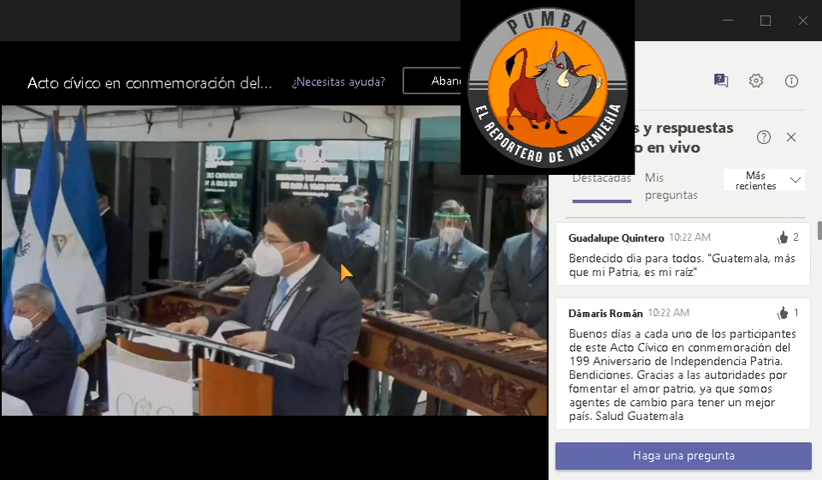 PUMBA
EL REPORTERO DE INGENIERÍA
Acto cívico en conmemoración del...
¿Necesitas ayuda?
Aban
s y respuestas
o en vivo
Destacadas
Mis
preguntas
Más
recientes
Guadalupe Quintero 10:22 AM
2
Bendecido dia para todos. "Guatemala, más
que mi Patria, es mi raíz"
Dámaris Román 10:22 AM
1
Buenos días a cada uno de los participantes
de este Acto Cívico en conmemoración del
199 Aniversario de Independencia Patria.
Bendiciones. Gracias a las autoridades por
fomentar el amor patrio, ya que somos
agentes de cambio para tener un mejor
país. Salud Guatemala
Haga una pregunta